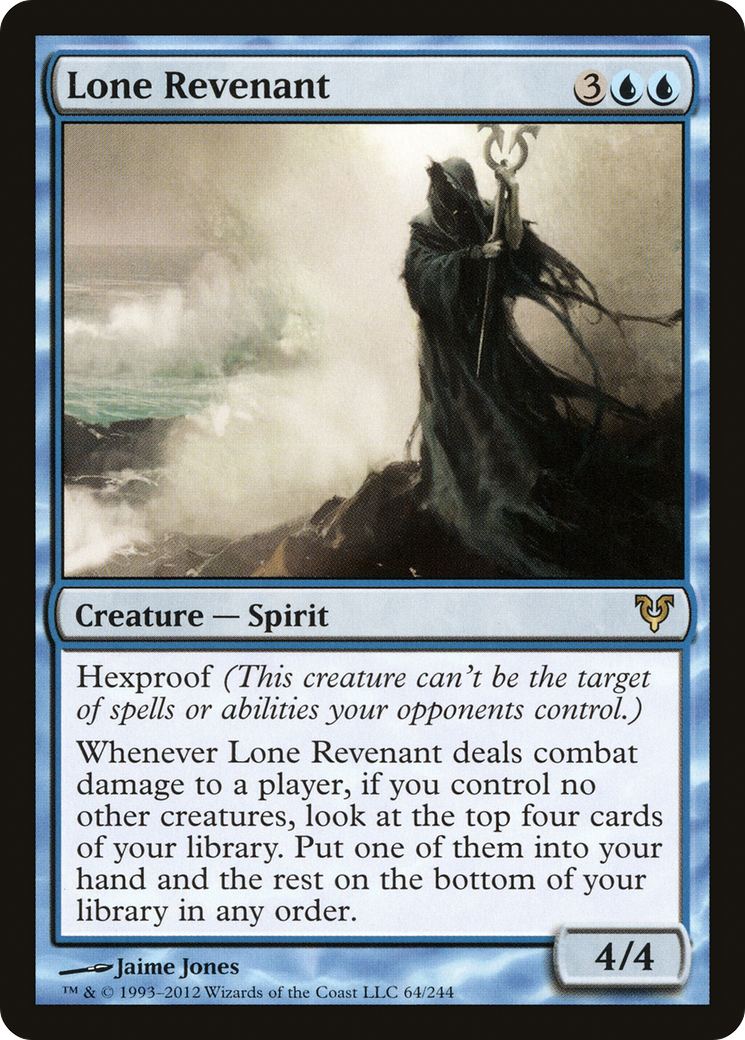 Lone Revenant 3
Creature — Spirit
Hexproof (This creature can't be the target
of spells or abilities your opponents control.)
Whenever Lone Revenant deals combat
damage to a player, if you control no
other creatures, look at the top four cards
of your library. Put one of them into your
hand and the rest on the bottom of your
library in any order.
4/4
Jaime Jones
™ & © 1993–2012 Wizards of the Coast LLC 64/244